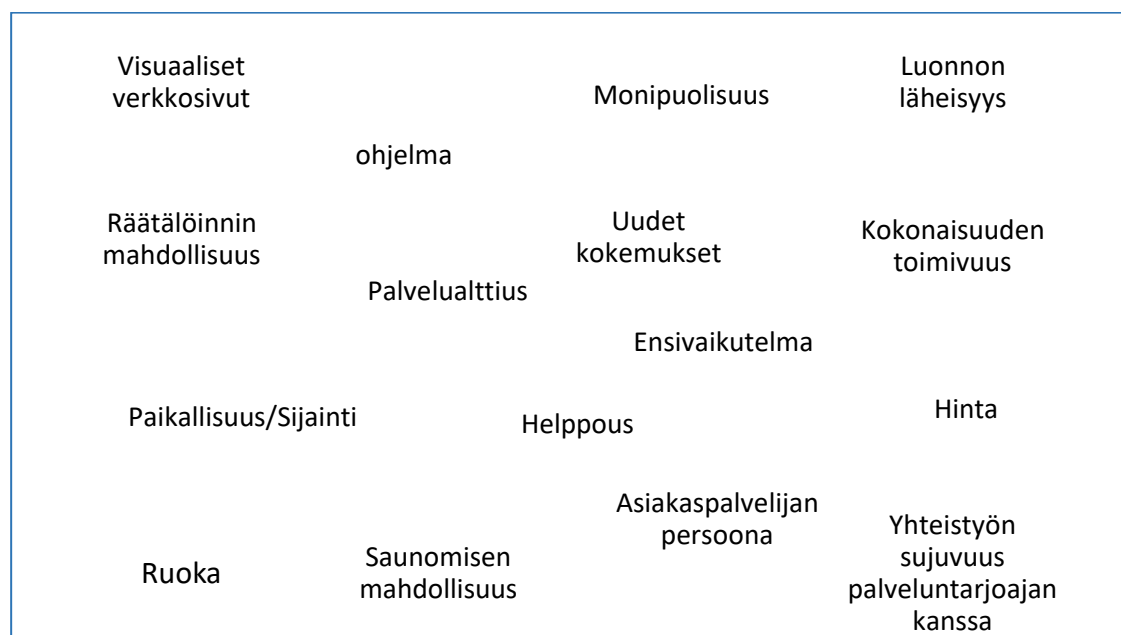 Visuaaliset
verkkosivut
Monipuolisuus
Luonnon
läheisyys
ohjelma
Räätälöinnin
mahdollisuus
Uudet
kokemukset
Kokonaisuuden
toimivuus
Palvelualttius
Ensivaikutelma
Paikallisuus/Sijainti
Helppous
Hinta
Asiakaspalvelijan
persoona
Ruoka
Saunomisen
mahdollisuus
Yhteistyön
sujuvuus
palveluntarjoajan
kanssa